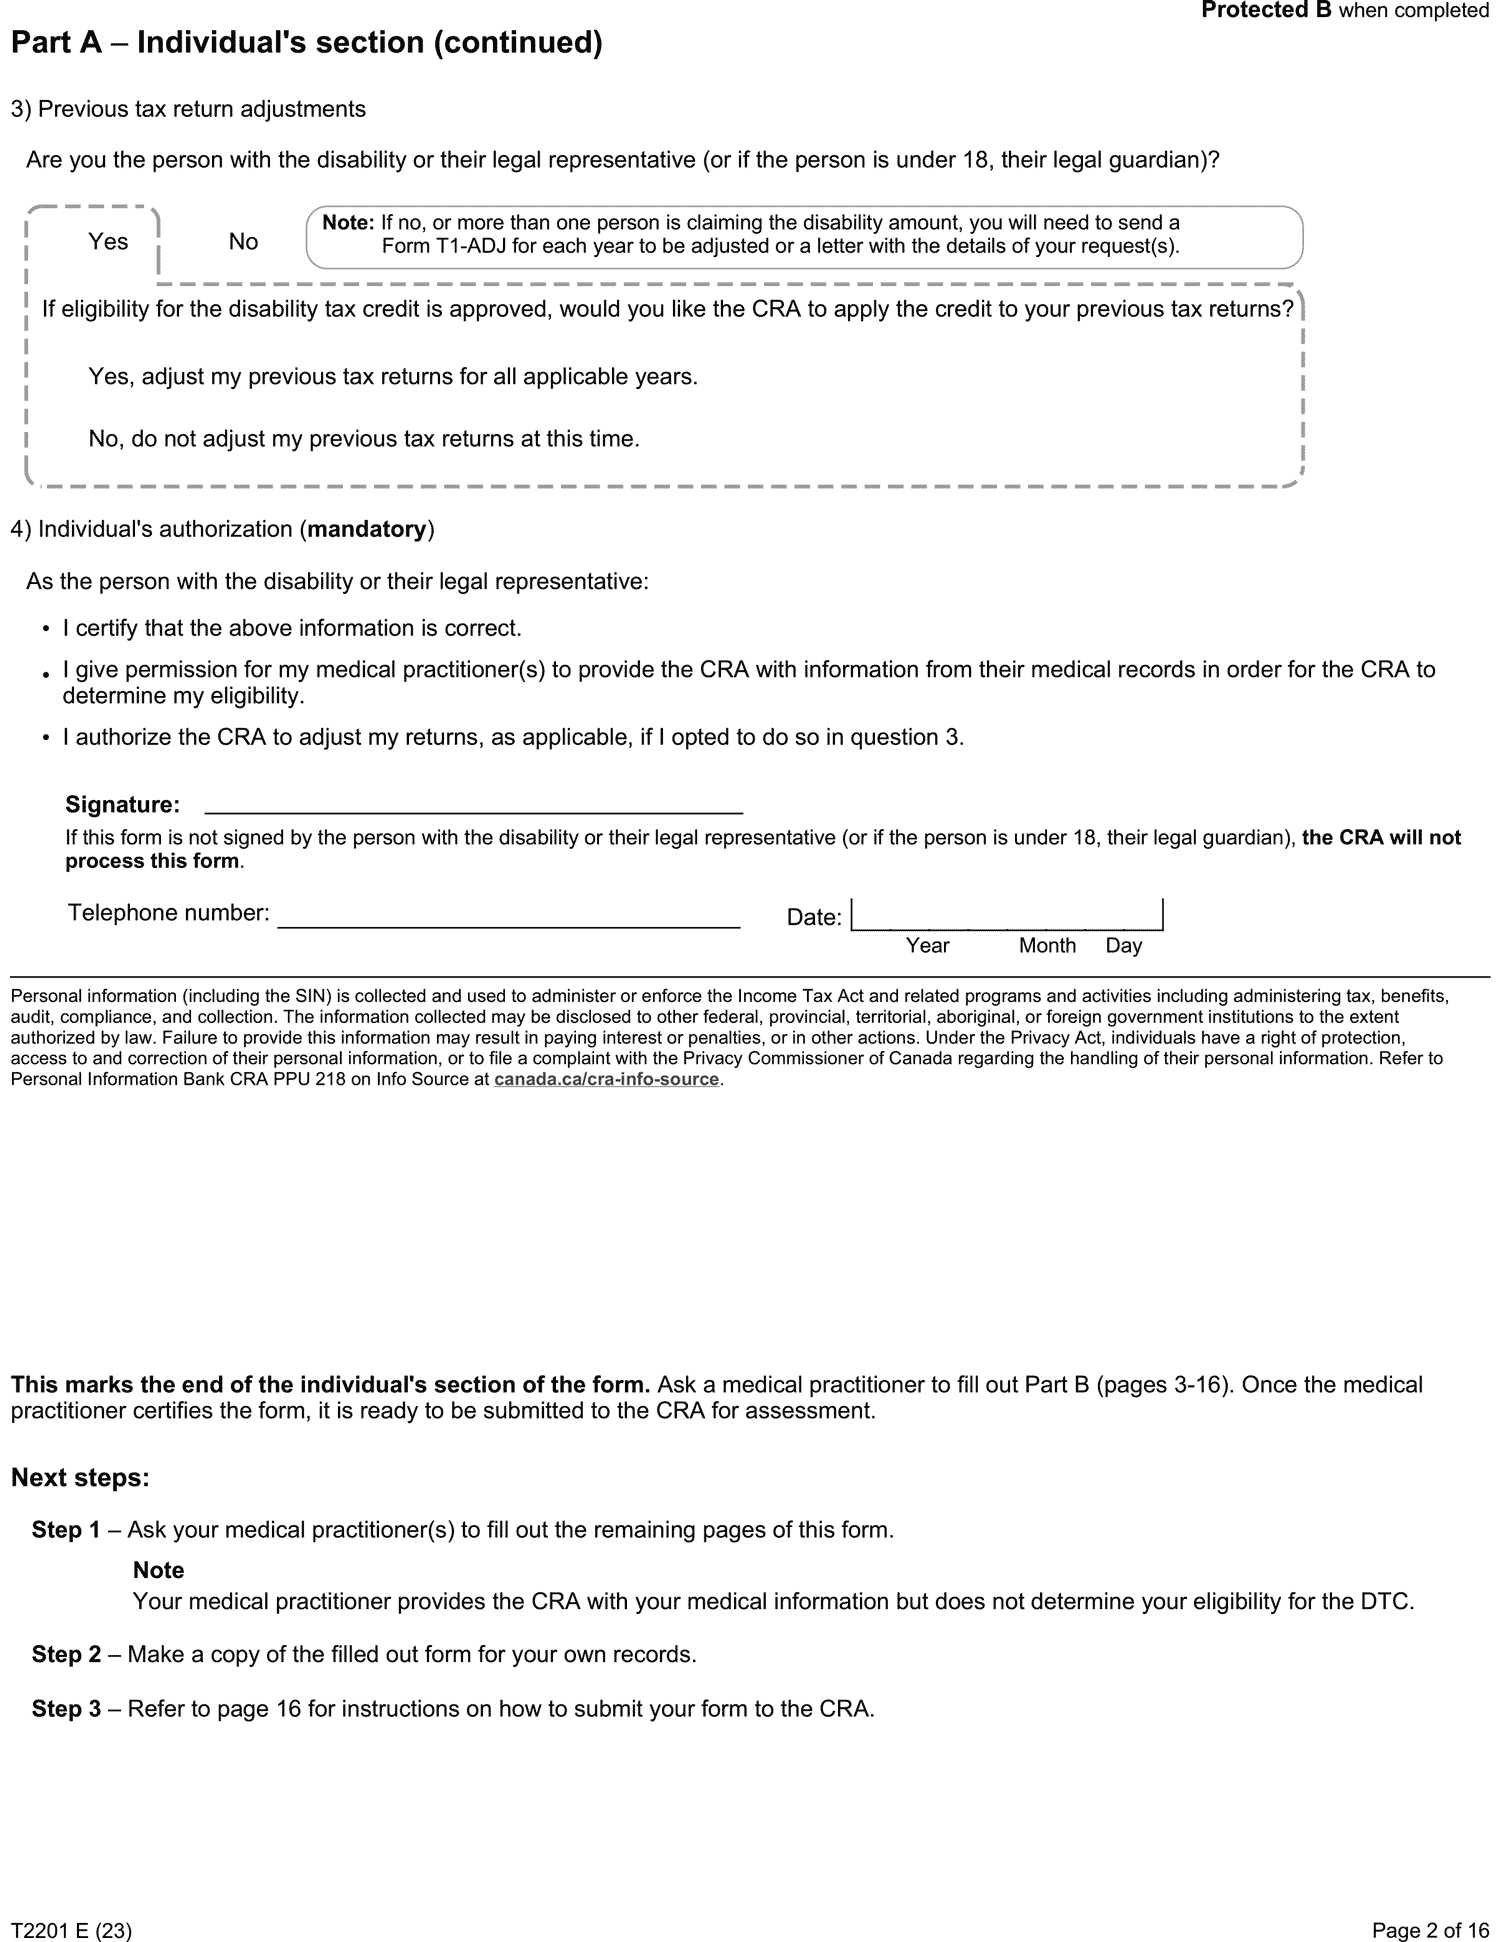 Protected B when completed
Part A – Individual's section (continued)
3) Previous tax return adjustments
Are you the person with the disability or their legal representative (or if the person is under 18, their legal guardian)?
Yes
No
Note: If no, or more than one person is claiming the disability amount, you will need to send a
Form T1-ADJ for each year to be adjusted or a letter with the details of your request(s).
If eligibility for the disability tax credit is approved, would you like the CRA to apply the credit to your previous tax returns?
Yes, adjust my previous tax returns for all applicable years.
No, do not adjust my previous tax returns at this time.
4) Individual's authorization (mandatory)
As the person with the disability or their legal representative:
• I certify that the above information is correct.
• I give permission for my medical practitioner(s) to provide the CRA with information from their medical records in order for the CRA to
determine my eligibility.
• I authorize the CRA to adjust my returns, as applicable, if I opted to do so in question 3.
Signature:
If this form is not signed by the person with the disability or their legal representative (or if the person is under 18, their legal guardian), the CRA will not
process this form.
Telephone number:
Date:
Year Month Day
Personal information (including the SIN) is collected and used to administer or enforce the Income Tax Act and related programs and activities including administering tax, benefits,
audit, compliance, and collection. The information collected may be disclosed to other federal, provincial, territorial, aboriginal, or foreign government institutions to the extent
authorized by law. Failure to provide this information may result in paying interest or penalties, or in other actions. Under the Privacy Act, individuals have a right of protection,
access to and correction of their personal information, or to file a complaint with the Privacy Commissioner of Canada regarding the handling of their personal information. Refer to
Personal Information Bank CRA PPU 218 on Info Source at canada.ca/cra-info-source.
This marks the end of the individual's section of the form. Ask a medical practitioner to fill out Part B (pages 3-16). Once the medical
practitioner certifies the form, it is ready to be submitted to the CRA for assessment.
Next steps:
Step 1 – Ask your medical practitioner(s) to fill out the remaining pages of this form.
Note
Your medical practitioner provides the CRA with your medical information but does not determine your eligibility for the DTC.
Step 2 – Make a copy of the filled out form for your own records.
Step 3 – Refer to page 16 for instructions on how to submit your form to the CRA.
T2201 E (23)
Page 2 of 16